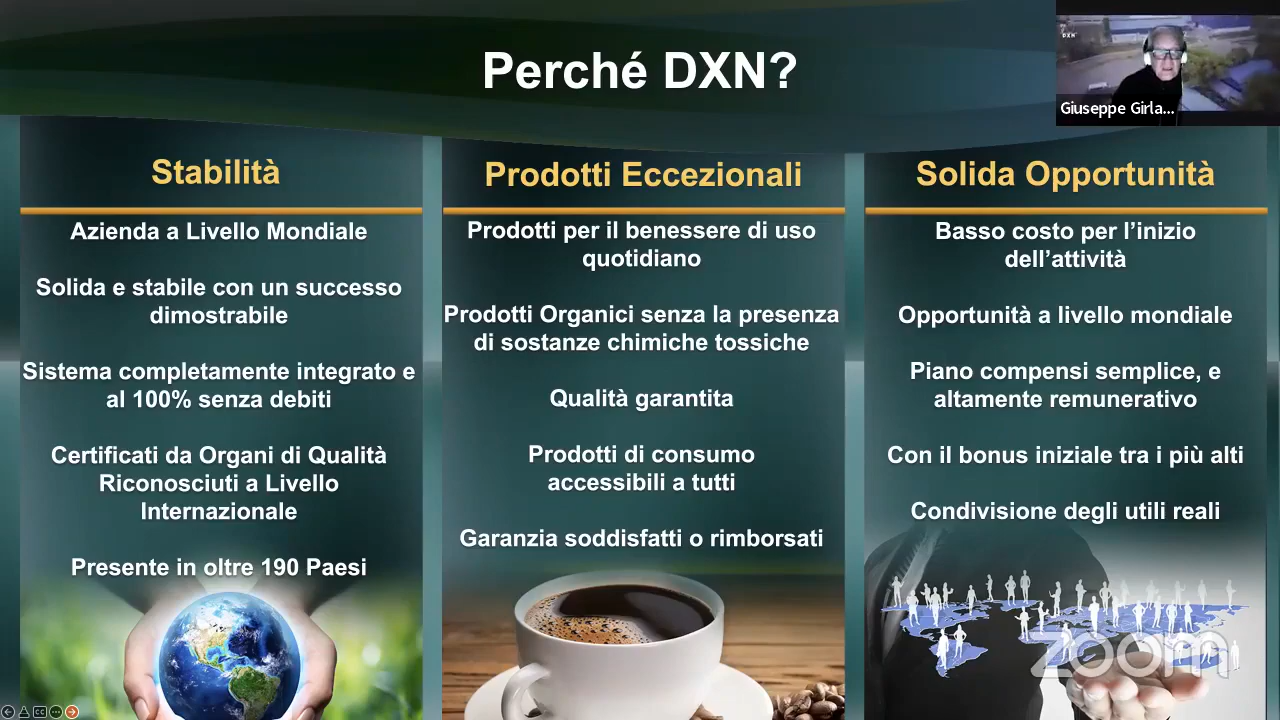 Perché DXN?
DXN
Giuseppe Girla...
Stabilità
Azienda a Livello Mondiale
Solida e stabile con un successo
dimostrabile
Sistema completamente integrato e
al 100% senza debiti
Certificati da Organi di Qualità
Riconosciuti a Livello
Internazionale
Presente in oltre 190 Paesi
Prodotti Eccezionali
Prodotti per il benessere di uso
quotidiano
Prodotti Organici senza la presenza
di sostanze chimiche tossiche
Qualità garantita
Prodotti di consumo
accessibili a tutti
Garanzia soddisfatti o rimborsati
Solida Opportunità
Basso costo per l’inizio
dell’attività
Opportunità a livello mondiale
Piano compensi semplice, e
altamente remunerativo
Con il bonus iniziale tra i più alti
Condivisione degli utili reali
zoom